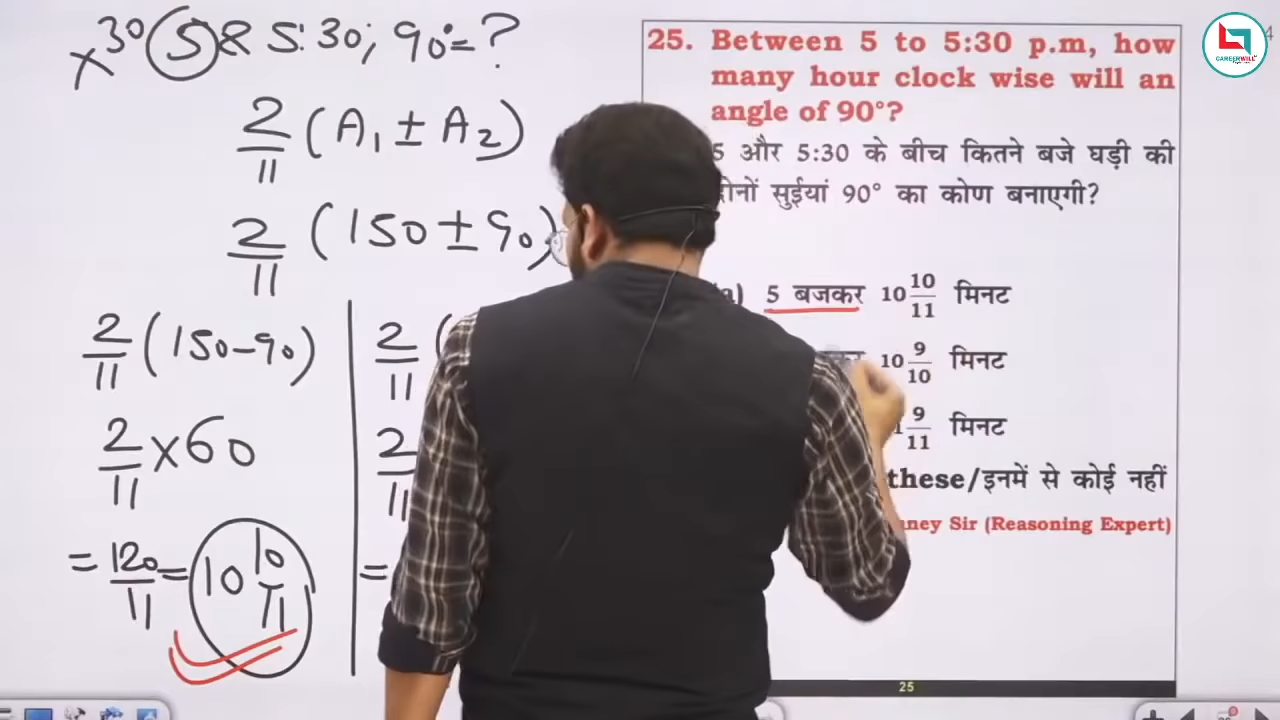 x30 5 & 5:30; 90°=?
2/11 (A₁ ± A₂)
2/11 (150 ± 90)
2/11 (150-90)
2/11 x 60
= 120/11 = 10 10/11
2/11 (
2/11
=
25. Between 5 to 5:30 p.m, how
many hour clock wise will an
angle of 90°?
5 और 5:30 के बीच कितने बजे घड़ी की
दोनों सुईयां 90° का कोण बनाएगी?
(a) 5 बजकर 10 10/11 मिनट
10 9/10 मिनट
9/11 मिनट
these/इनमें से कोई नहीं
Sir (Reasoning Expert)
25
CAREERWILL
4